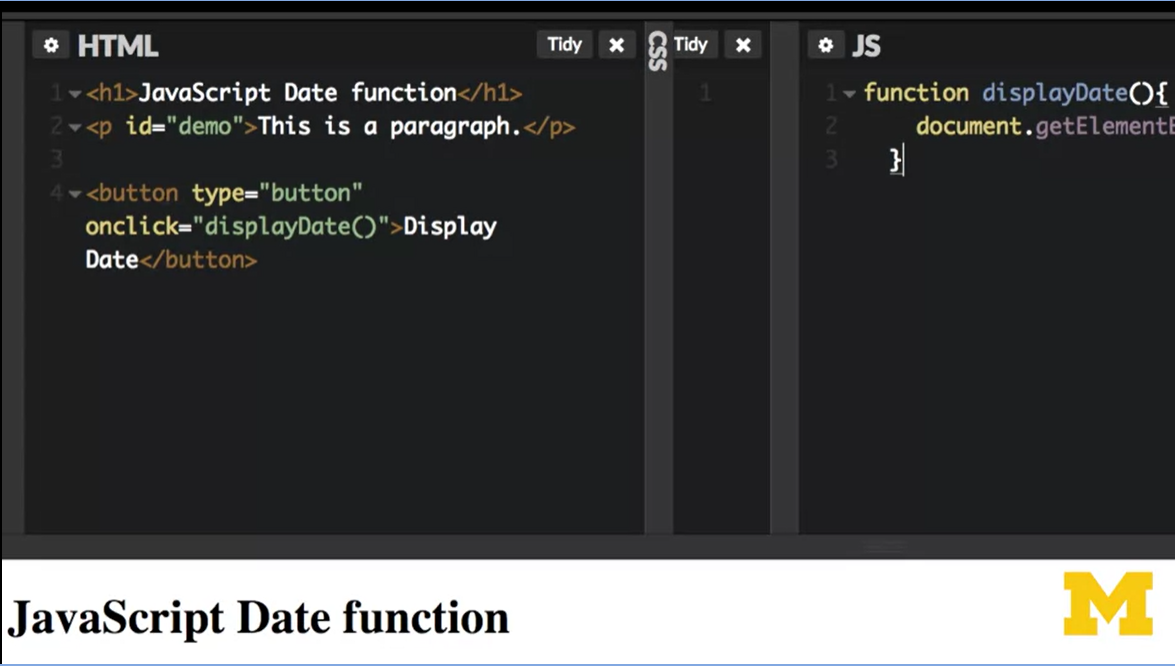 HTML
Tidy
CSS
Tidy
JS
1 <h1>JavaScript Date function</h1>
2 <p id="demo">This is a paragraph.</p>
3
4 <button type="button"
onclick="displayDate()">Display
Date</button>
1
1 function displayDate(){
2 document.getElementB
3 }
JavaScript Date function
M